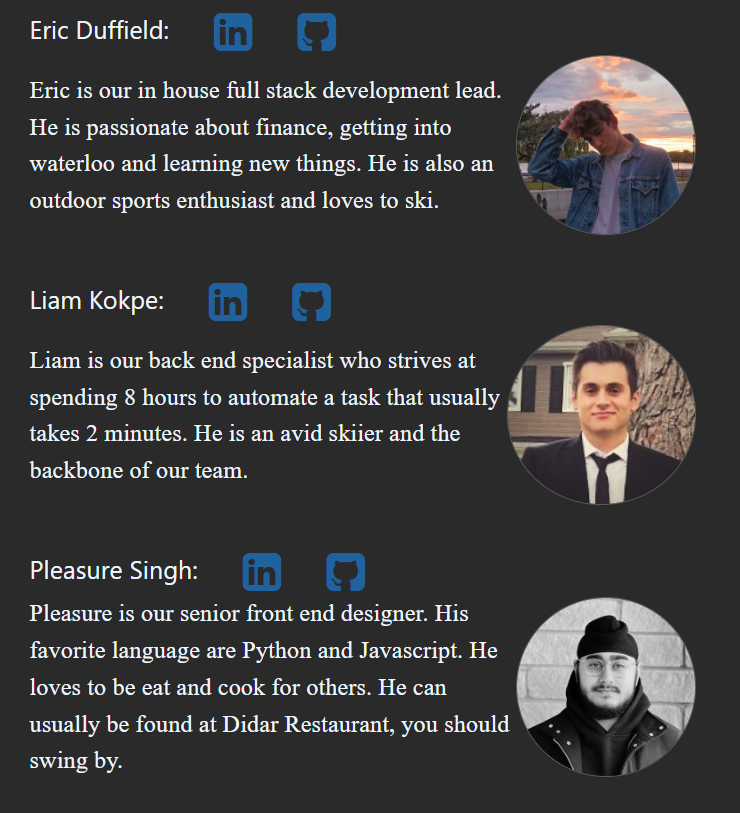 Eric Duffield:
in
Eric is our in house full stack development lead.
He is passionate about finance, getting into
waterloo and learning new things. He is also an
outdoor sports enthusiast and loves to ski.
Liam Kokpe:
in
Liam is our back end specialist who strives at
spending 8 hours to automate a task that usually
takes 2 minutes. He is an avid skiier and the
backbone of our team.
Pleasure Singh:
in
Pleasure is our senior front end designer. His
favorite language are Python and Javascript. He
loves to be eat and cook for others. He can
usually be found at Didar Restaurant, you should
swing by.